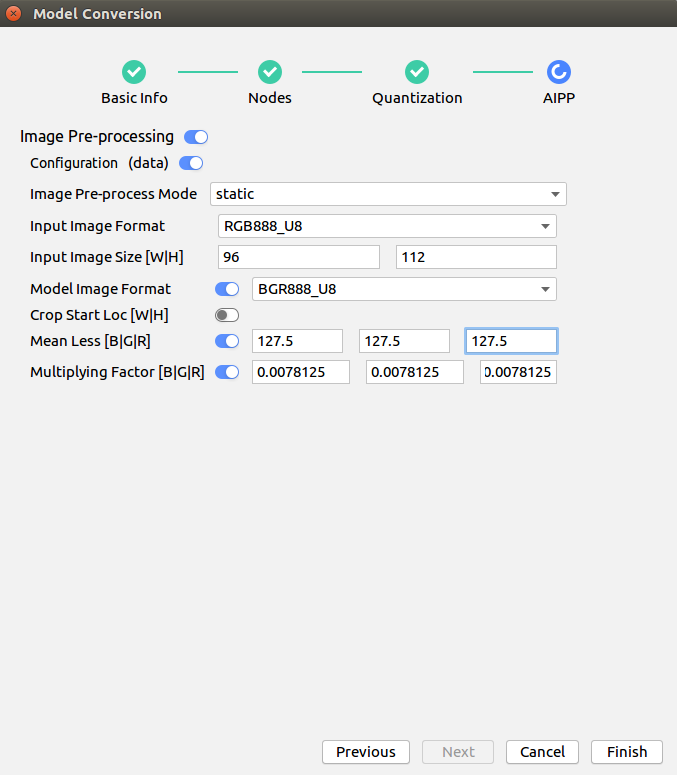 Model Conversion
Basic Info Nodes Quantization AIPP
Image Pre-processing
Configuration (data)
Image Pre-process Mode static
Input Image Format RGB888_U8
Input Image Size [W|H] 96 112
Model Image Format BGR888_U8
Crop Start Loc [W|H]
Mean Less [B|G|R] 127.5 127.5 127.5
Multiplying Factor [B|G|R] 0.0078125 0.0078125 0.0078125
Previous Next Cancel Finish